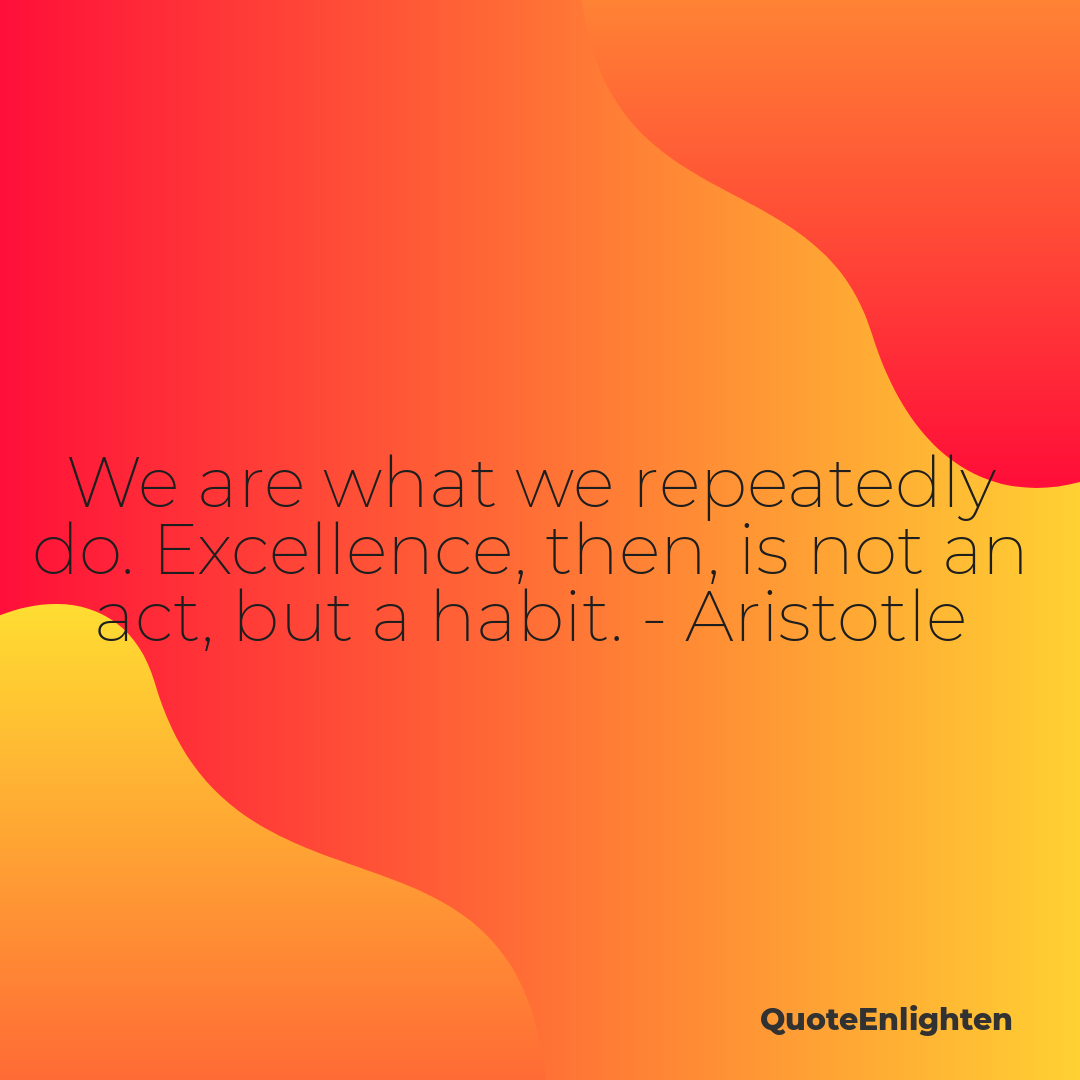 We are what we repeatedly
do. Excellence, then, is not an
act, but a habit. - Aristotle
QuoteEnlighten